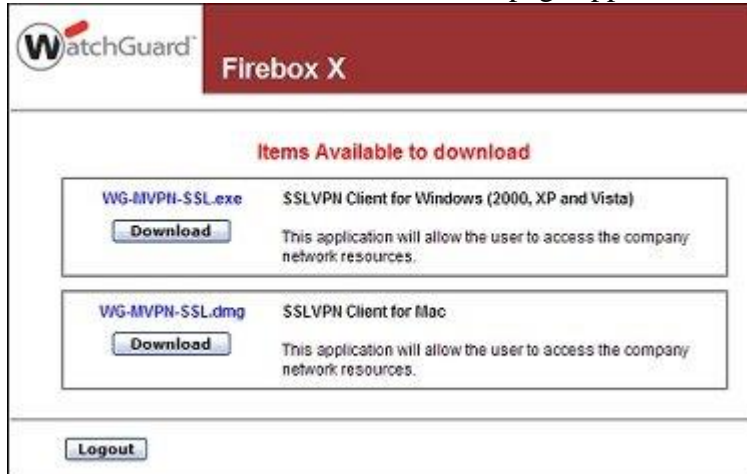 WatchGuard
Firebox X
Items Available to download
WG-MVPN-SSL.exe
Download
SSLVPN Client for Windows (2000, XP and Vista)
This application will allow the user to access the company
network resources.
WG-MVPN-SSL.dmg
Download
SSLVPN Client for Mac
This application will allow the user to access the company
network resources.
Logout